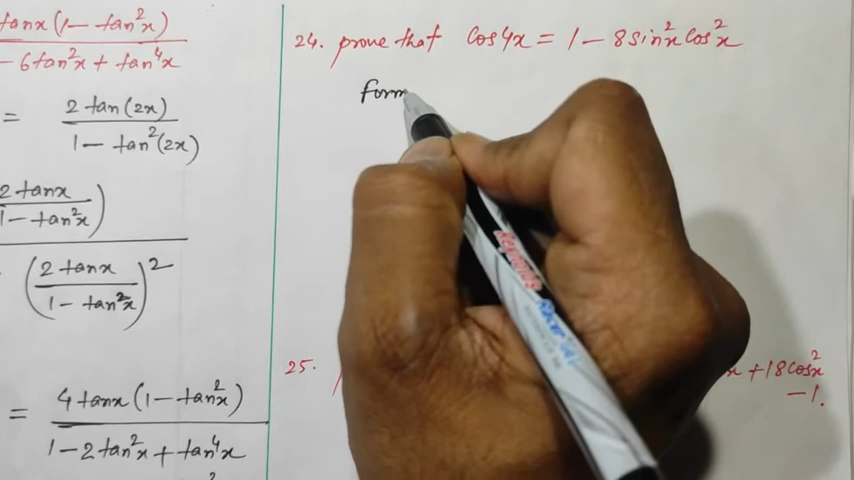 tanx (1 - tan²x)
- 6tan²x + tan⁴x
= 2 tan(2x)
1 - tan²(2x)
2 tanx
1 - tan²x )
( 2 tanx
1 - tan²x )²
= 4 tanx (1 - tan²x)
1 - 2 tan²x + tan⁴x
24. prove that cos4x = 1 - 8 sin²x cos²x
form
Reynolds
25.
x + 18 cos²x
- 1.